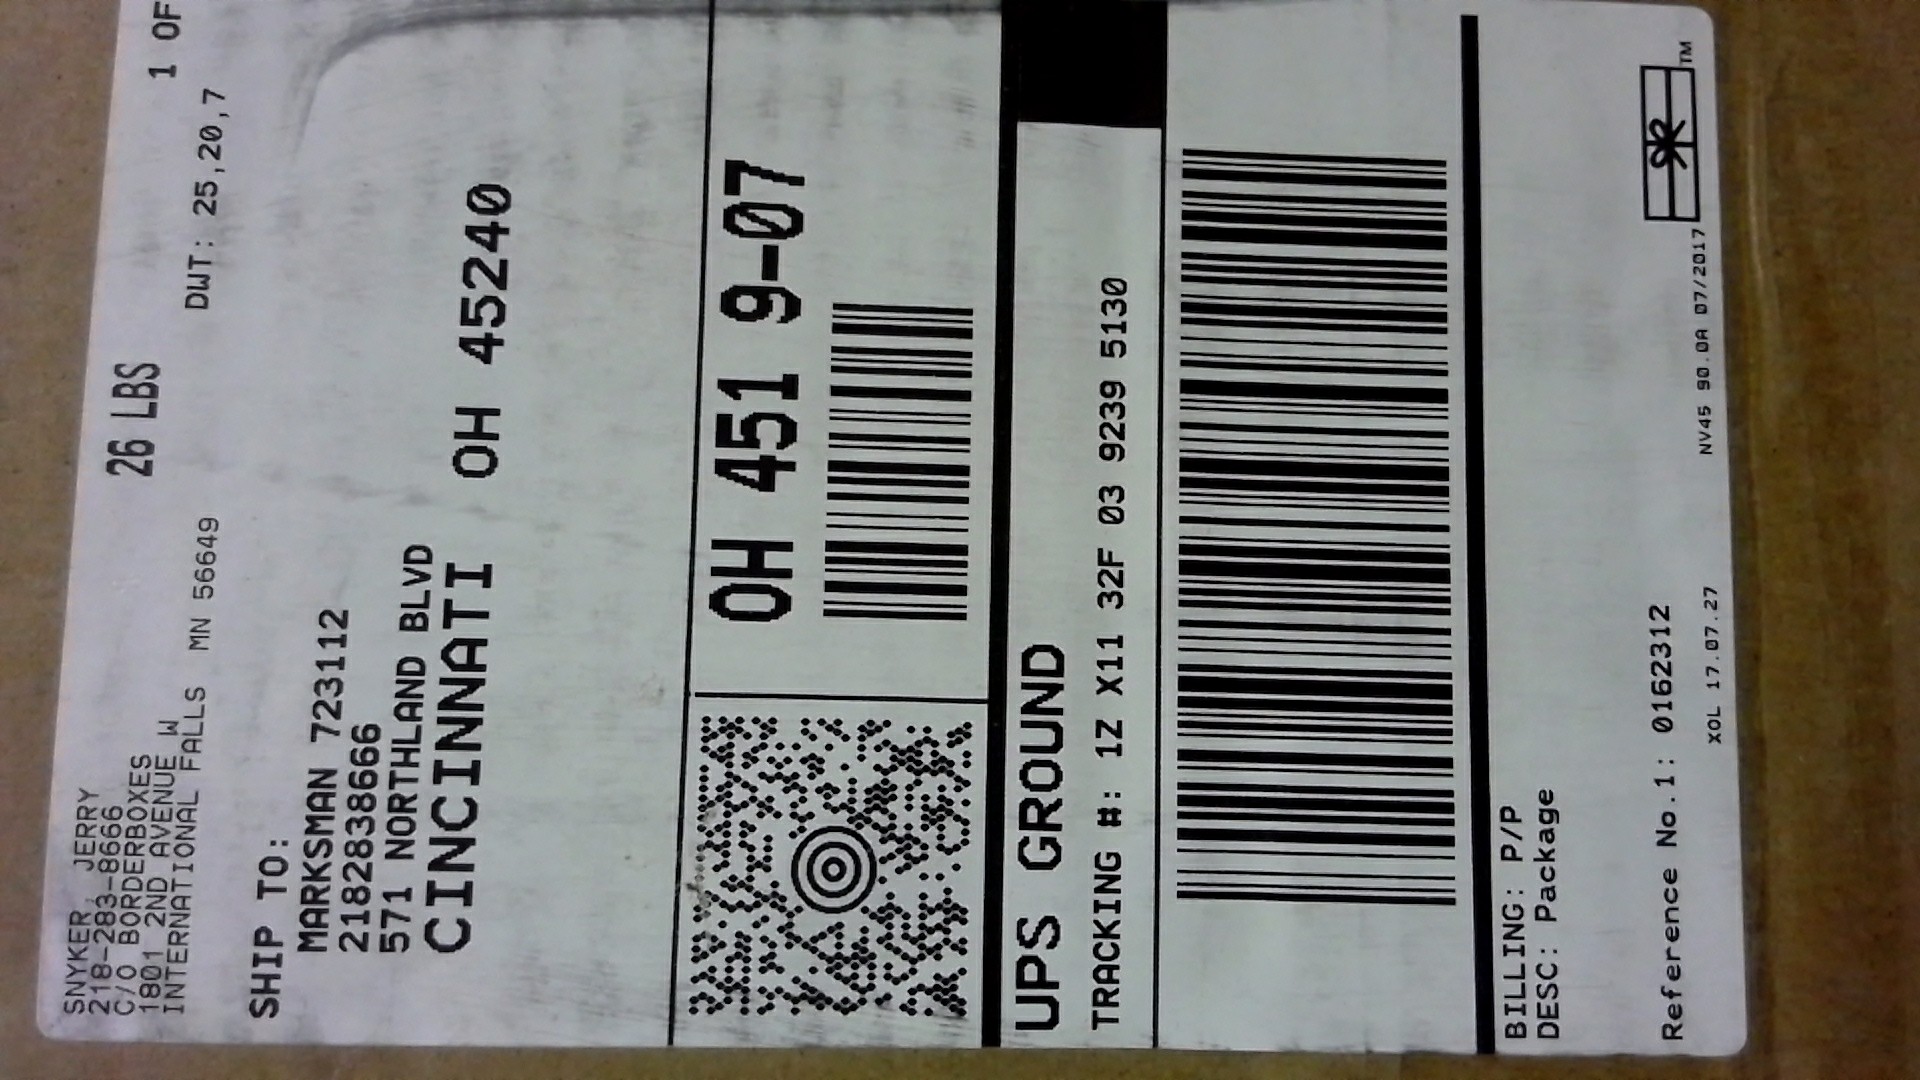 SNYKER, JERRY
218-283-8666
C/O BORDERBOXES
1801 2ND AVENUE W
INTERNATIONAL FALLS MN 56649
26 LBS
1 OF
DWT: 25,20,7
SHIP TO:
MARKSMAN 723112
2182838666
571 NORTHLAND BLVD
CINCINNATI OH 45240
OH 451 9-07
UPS GROUND
TRACKING #: 1Z X11 32F 03 9239 5130
BILLING: P/P
DESC: Package
Reference No.1: 0162312
XOL 17.07.27
NV45 90.0A 07/2017
TM